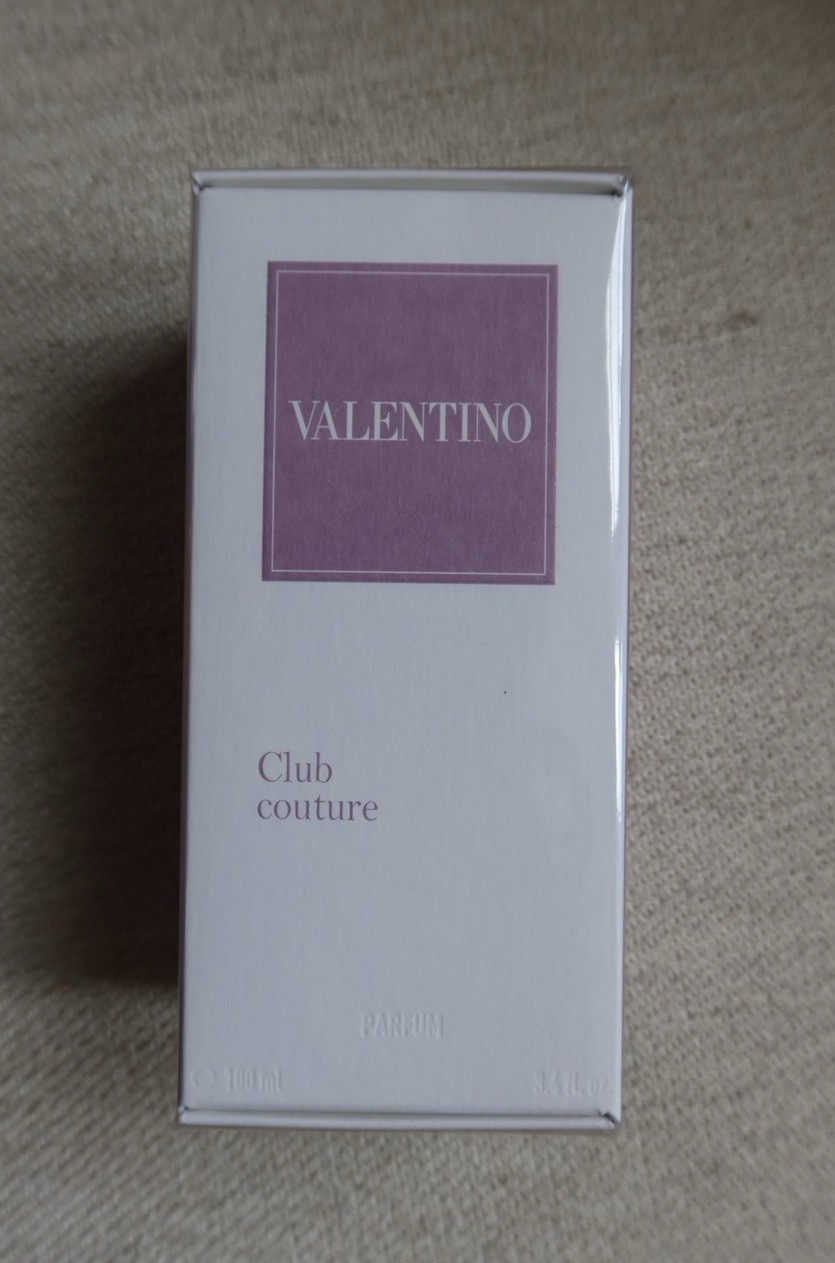 VALENTINO
Club
couture
PARFUM
℮ 100 ml
3.4 fl.oz.